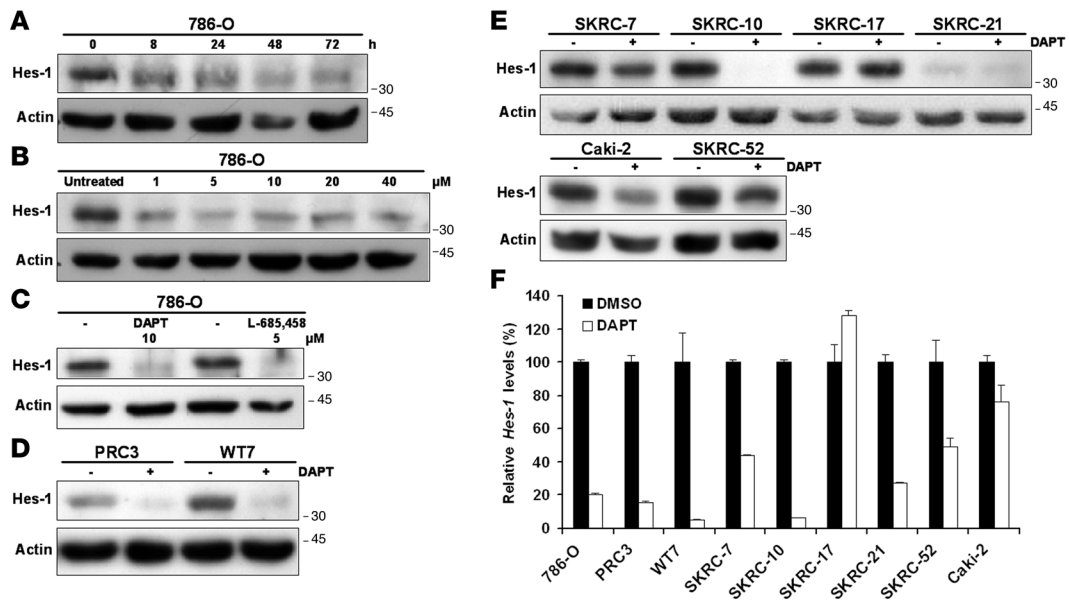 A
786-O
0 8 24 48 72 h
Hes-1
-30
-45
Actin
B
786-O
Untreated 1 5 10 20 40 µM
Hes-1
-30
-45
Actin
C
786-O
- DAPT - L-685,458
10 5 µM
Hes-1
-30
-45
Actin
D
PRC3 WT7
- + - + DAPT
Hes-1
-30
-45
Actin
E
SKRC-7 SKRC-10 SKRC-17 SKRC-21
- + - + - + - + DAPT
Hes-1
-30
-45
Actin
Caki-2 SKRC-52
- + - + DAPT
Hes-1
-30
-45
Actin
F
DMSO
DAPT
Relative Hes-1 levels (%)
140
120
100
80
60
40
20
0
786-O PRC3 WT7 SKRC-7 SKRC-10 SKRC-17 SKRC-21 SKRC-52 Caki-2